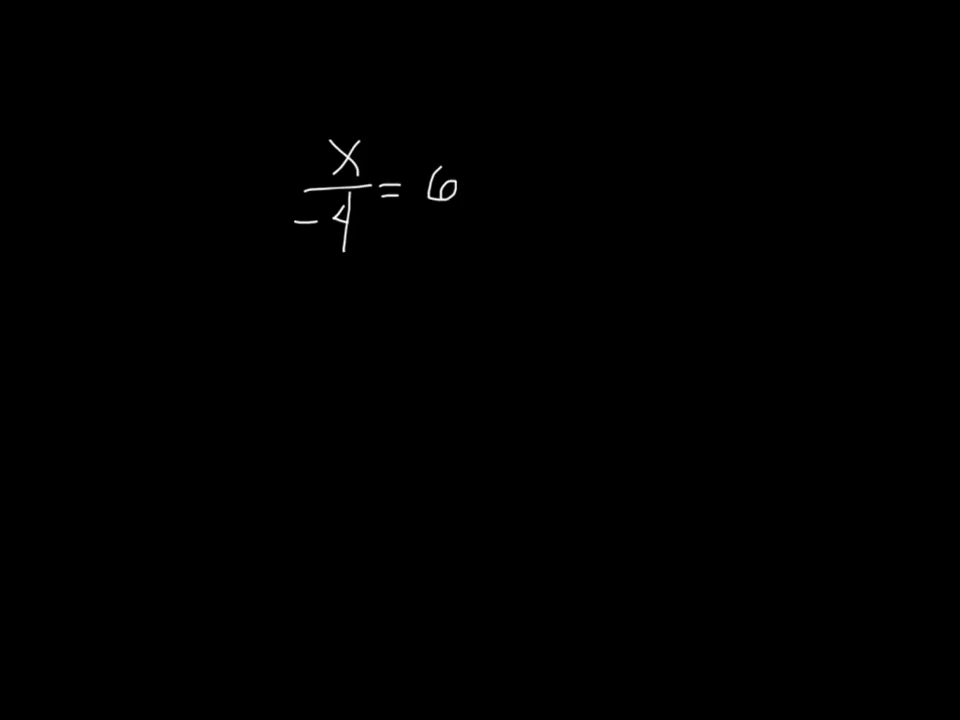 x
— = 6
-4